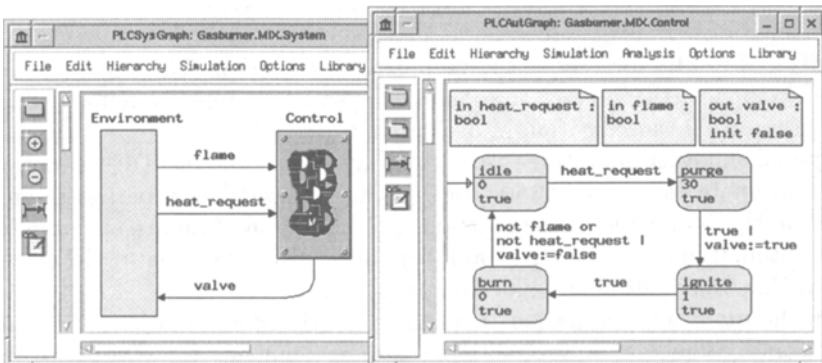 PLCSysGraph: Gasburner.MIX.System
File Edit Hierarchy Simulation Options Library
Environment
Control
flame
heat_request
valve
PLCAutGraph: Gasburner.MIX.Control
File Edit Hierarchy Simulation Analysis Options Library
in heat_request :
bool
in flame :
bool
out valve :
bool
init false
idle
0
true
heat_request
purge
30
true
not flame or
not heat_request |
valve:=false
true |
valve:=true
burn
0
true
true
ignite
1
true